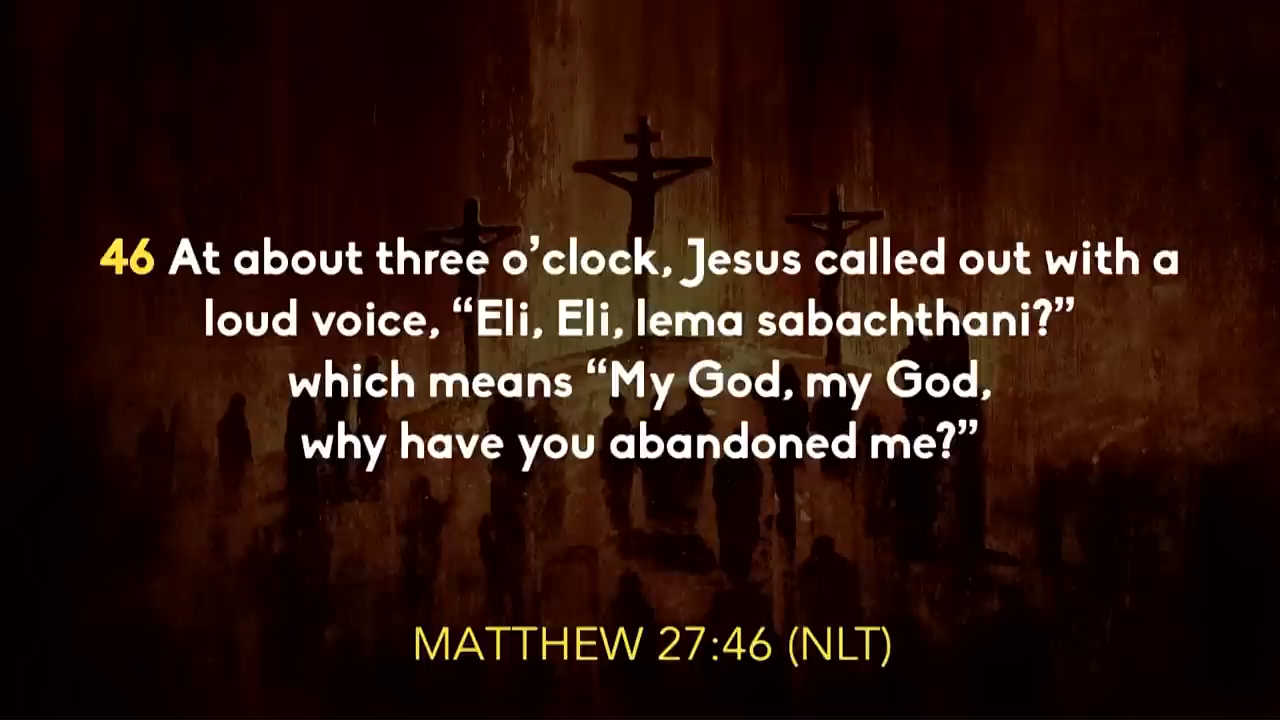 46 At about three o’clock, Jesus called out with a
loud voice, “Eli, Eli, lema sabachthani?”
which means “My God, my God,
why have you abandoned me?”
MATTHEW 27:46 (NLT)